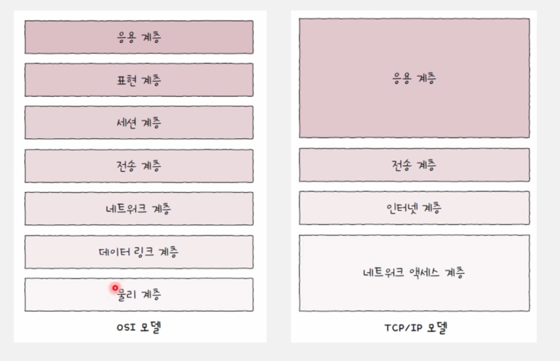 응용 계층
표현 계층
세션 계층
전송 계층
네트워크 계층
데이터 링크 계층
물리 계층
OSI 모델
응용 계층
전송 계층
인터넷 계층
네트워크 액세스 계층
TCP/IP 모델